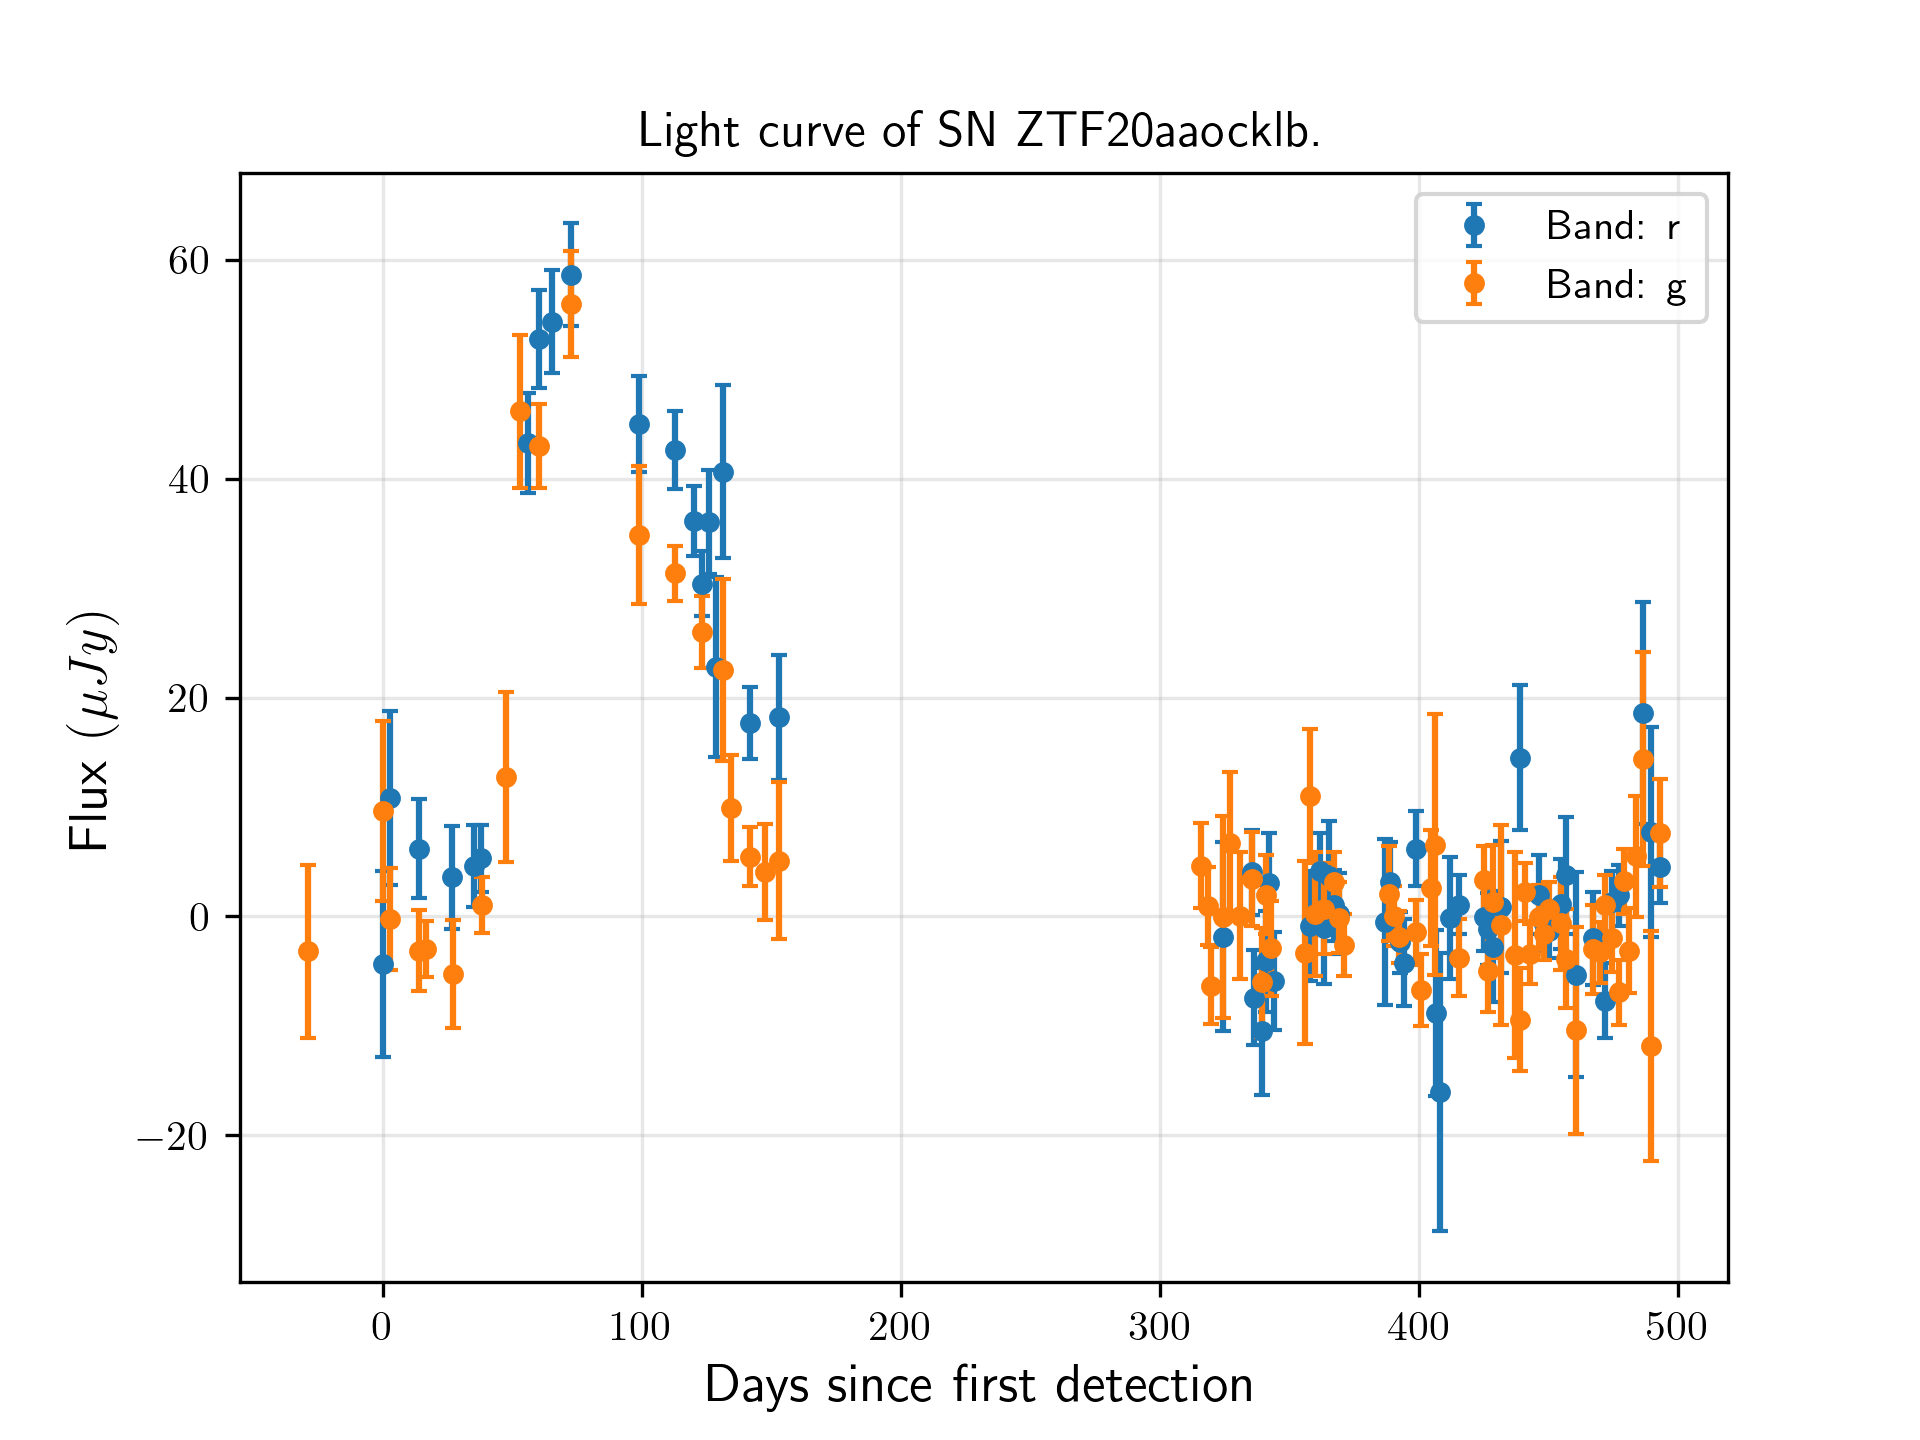 Light curve of SN ZTF20aaocklb.
Band: r
Band: g
60
40
20
0
−20
Flux (μJy)
0 100 200 300 400 500
Days since first detection